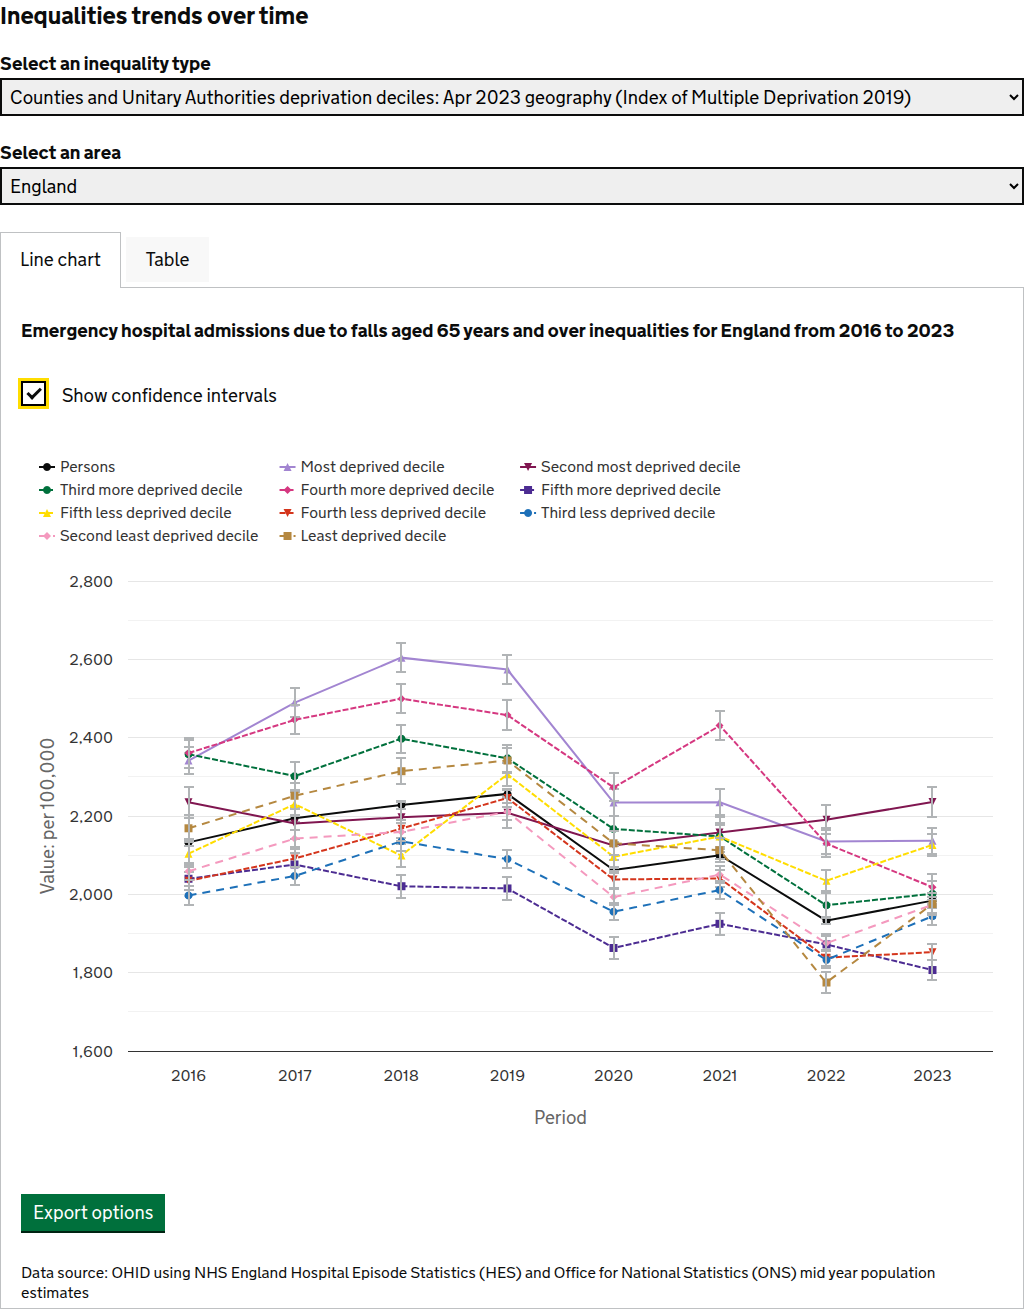 Inequalities trends over time
Select an inequality type
Counties and Unitary Authorities deprivation deciles: Apr 2023 geography (Index of Multiple Deprivation 2019)
Select an area
England
Line chart
Table
Emergency hospital admissions due to falls aged 65 years and over inequalities for England from 2016 to 2023
Show confidence intervals
Persons
Most deprived decile
Second most deprived decile
Third more deprived decile
Fourth more deprived decile
Fifth more deprived decile
Fifth less deprived decile
Fourth less deprived decile
Third less deprived decile
Second least deprived decile
Least deprived decile
Value: per 100,000
2,800
2,600
2,400
2,200
2,000
1,800
1,600
2016 2017 2018 2019 2020 2021 2022 2023
Period
Export options
Data source: OHID using NHS England Hospital Episode Statistics (HES) and Office for National Statistics (ONS) mid year population
estimates